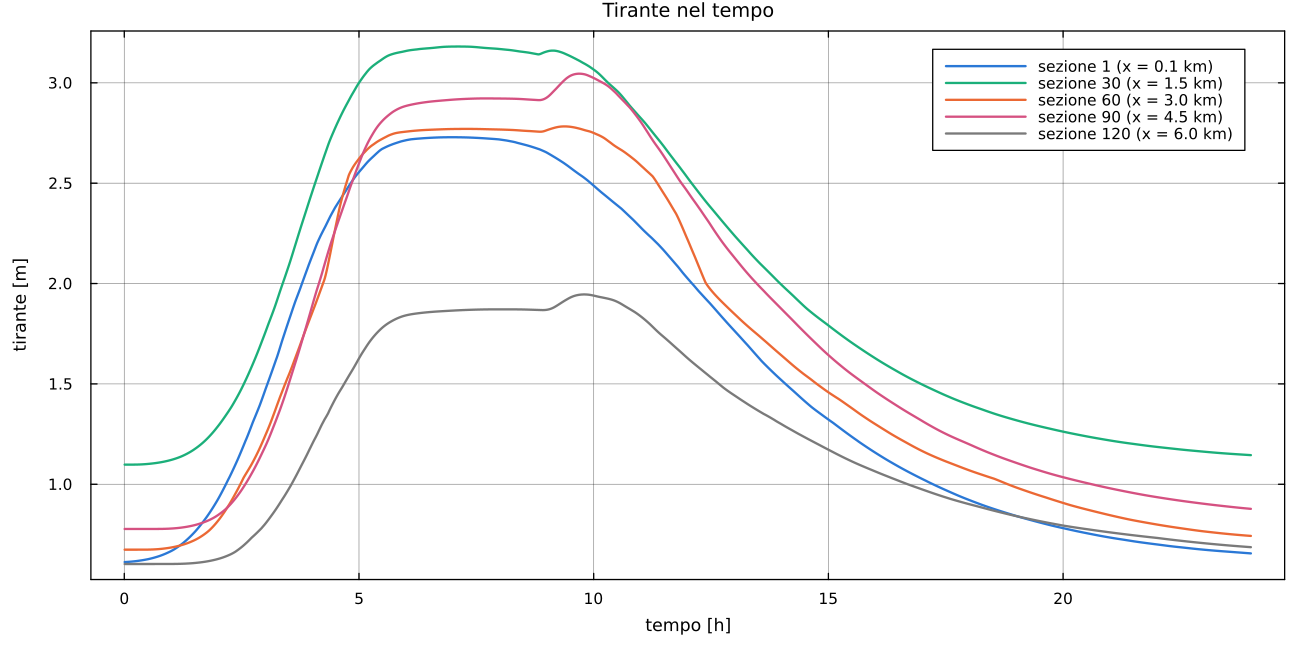 Tirante nel tempo
sezione 1 (x = 0.1 km)
sezione 30 (x = 1.5 km)
sezione 60 (x = 3.0 km)
sezione 90 (x = 4.5 km)
sezione 120 (x = 6.0 km)
tirante [m]
3.0
2.5
2.0
1.5
1.0
0 5 10 15 20
tempo [h]